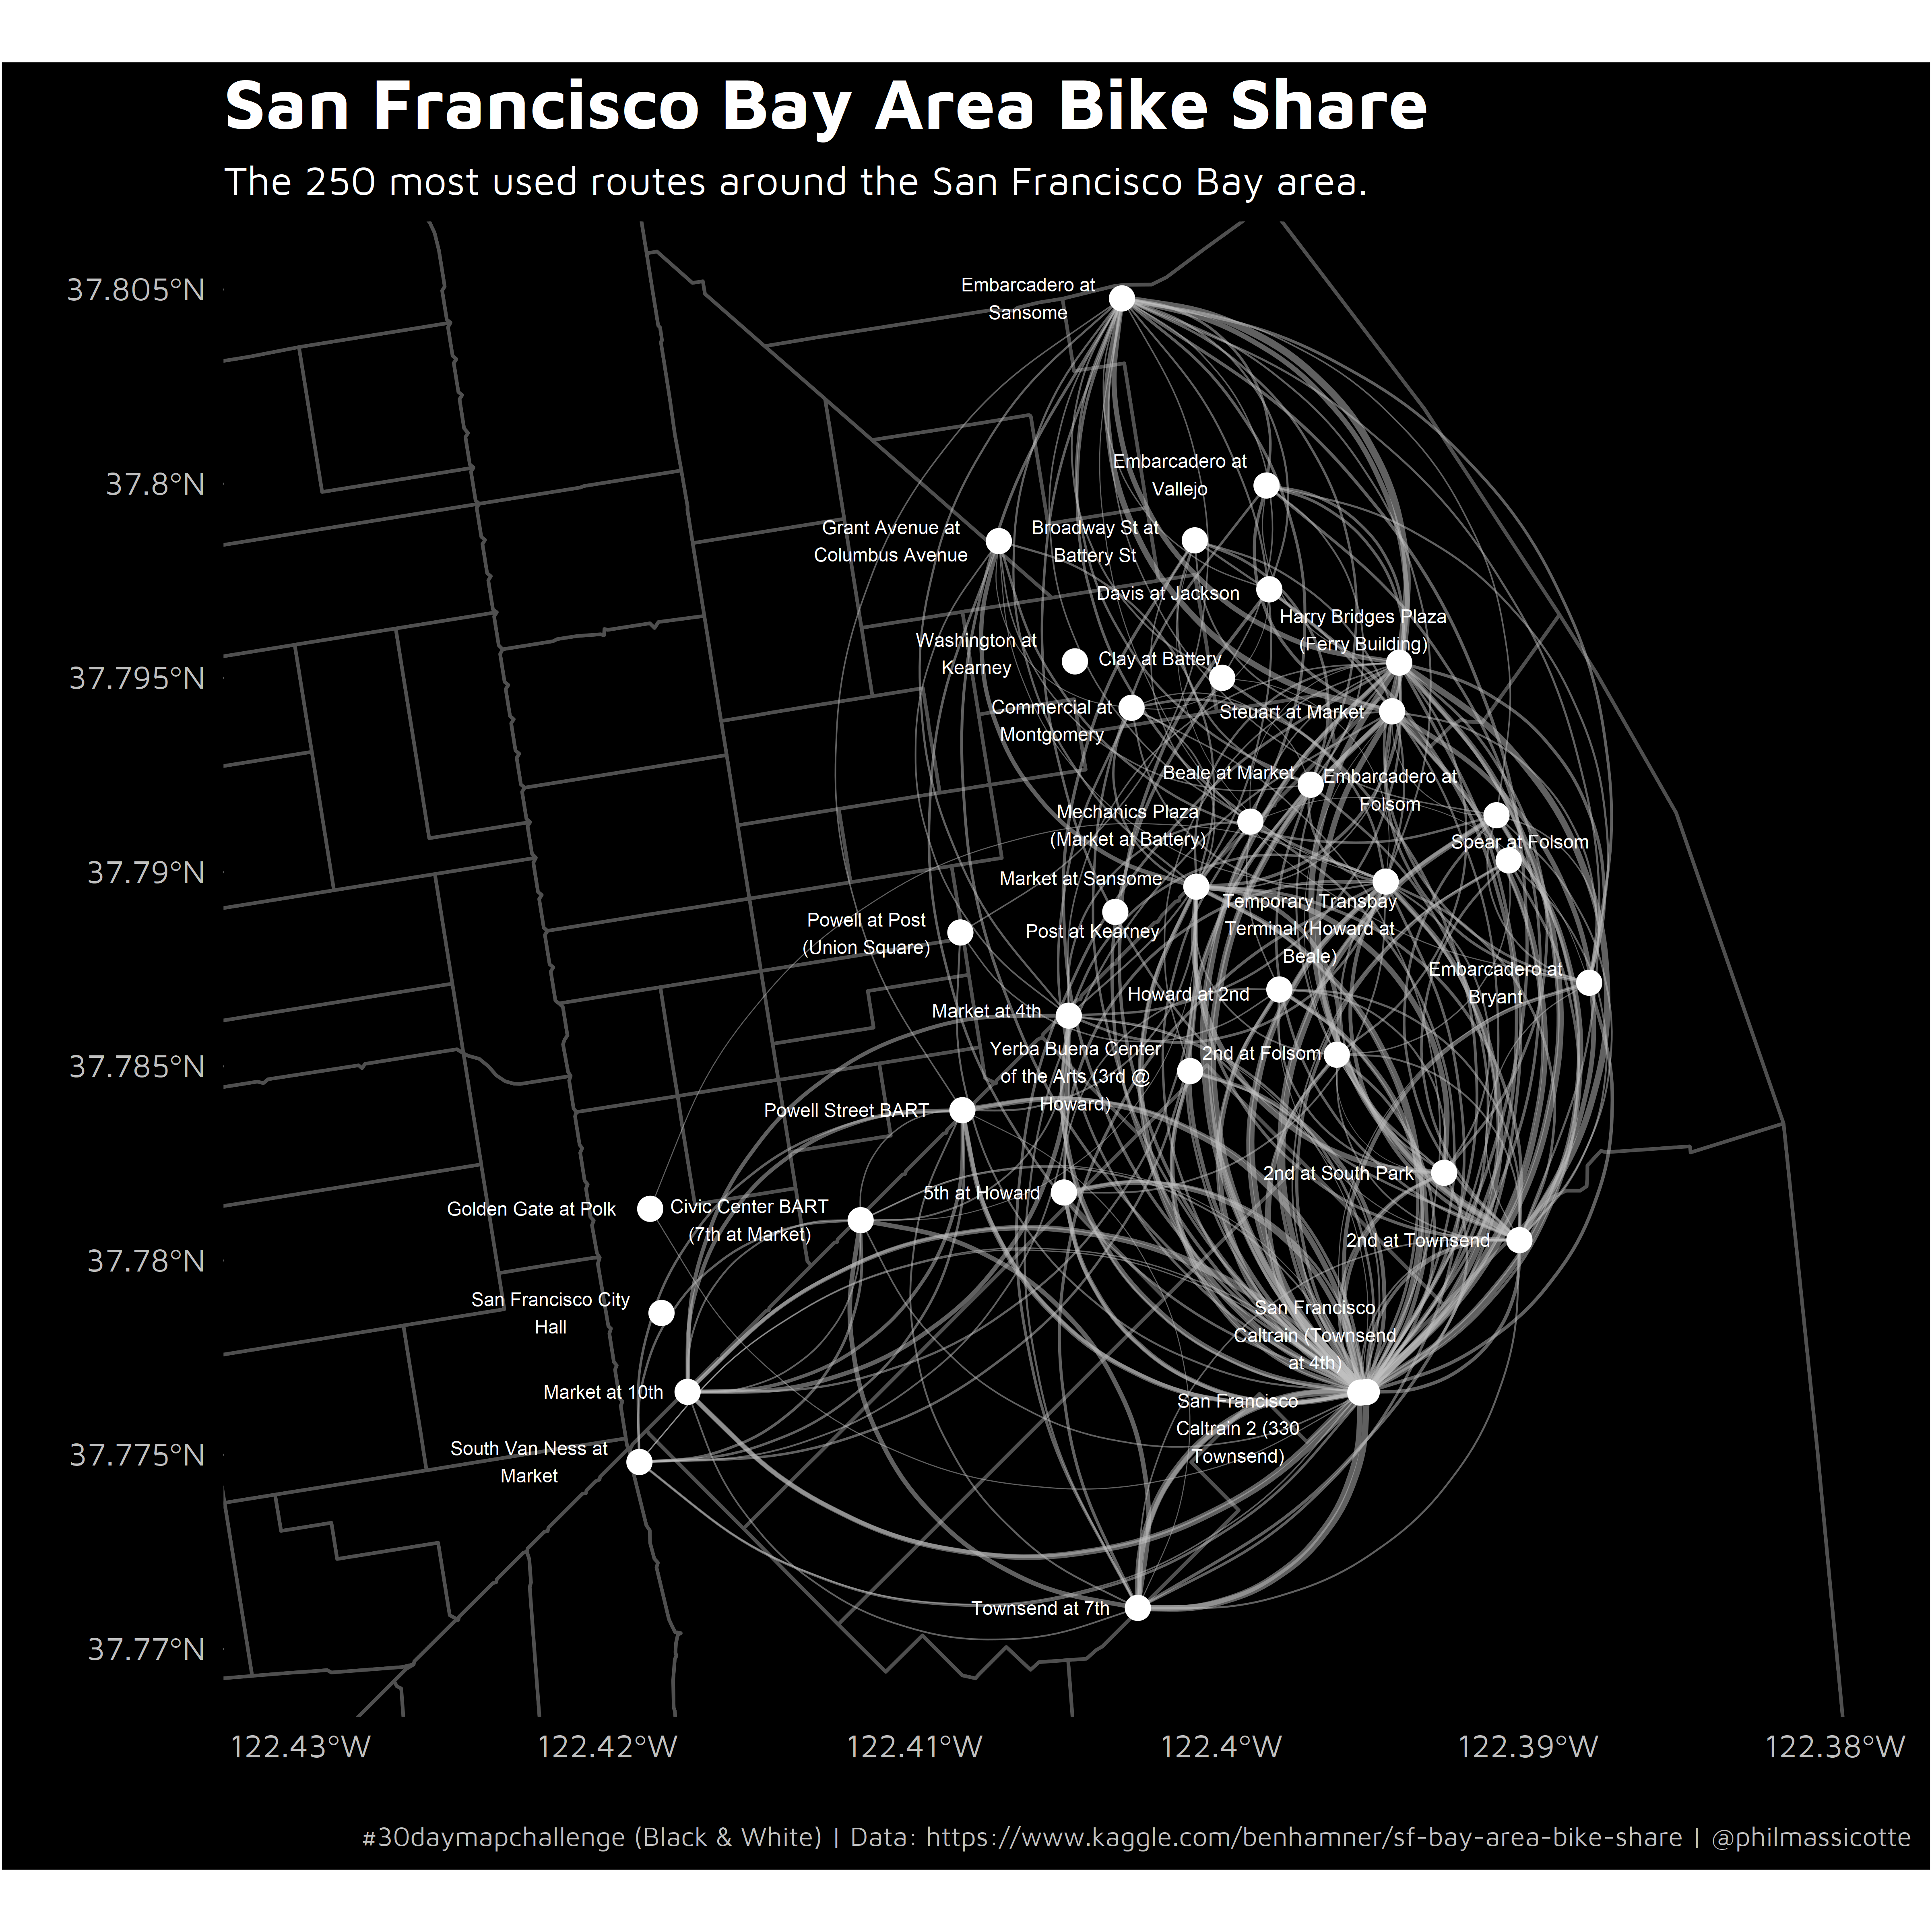 San Francisco Bay Area Bike Share
The 250 most used routes around the San Francisco Bay area.
37.805°N
37.8°N
37.795°N
37.79°N
37.785°N
37.78°N
37.775°N
37.77°N
Embarcadero at
Sansome
Embarcadero at
Vallejo
Grant Avenue at
Columbus Avenue
Broadway St at
Battery St
Davis at Jackson
Harry Bridges Plaza
(Ferry Building)
Washington at
Kearney
Clay at Battery
Commercial at
Montgomery
Steuart at Market
Beale at Market
Embarcadero at
Folsom
Mechanics Plaza
(Market at Battery)
Spear at Folsom
Market at Sansome
Temporary Transbay
Terminal (Howard at
Beale)
Powell at Post
(Union Square)
Post at Kearney
Embarcadero at
Bryant
Howard at 2nd
Market at 4th
Yerba Buena Center
of the Arts (3rd @
Howard)
2nd at Folsom
Powell Street BART
2nd at South Park
5th at Howard
Golden Gate at Polk
Civic Center BART
(7th at Market)
2nd at Townsend
San Francisco City
Hall
San Francisco
Caltrain (Townsend
at 4th)
Market at 10th
San Francisco
Caltrain 2 (330
Townsend)
South Van Ness at
Market
Townsend at 7th
122.43°W
122.42°W
122.41°W
122.4°W
122.39°W
122.38°W
#30daymapchallenge (Black & White) | Data: https://www.kaggle.com/benhamner/sf-bay-area-bike-share | @philmassicotte